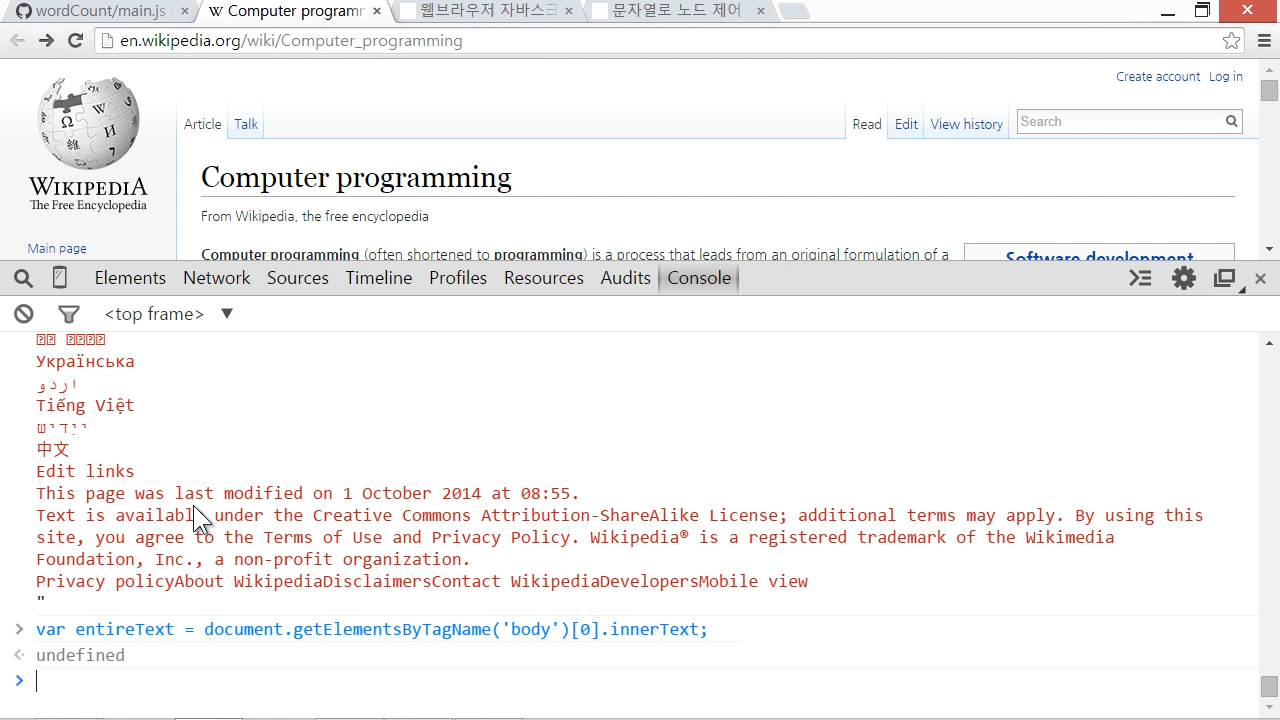 wordCount/main.js
Computer programm
웹브라우저 자바스크
문자열로 노드 제어
en.wikipedia.org/wiki/Computer_programming
Create account Log in
Article Talk Read Edit View history Search
WIKIPEDIA
The Free Encyclopedia
Computer programming
From Wikipedia, the free encyclopedia
Main page
Computer programming (often shortened to programming) is a process that leads from an original formulation of a
Software development
Elements Network Sources Timeline Profiles Resources Audits Console
<top frame>
Українська
اردو
Tiếng Việt
ייִדיש
中文
Edit links
This page was last modified on 1 October 2014 at 08:55.
Text is available under the Creative Commons Attribution-ShareAlike License; additional terms may apply. By using this
site, you agree to the Terms of Use and Privacy Policy. Wikipedia® is a registered trademark of the Wikimedia
Foundation, Inc., a non-profit organization.
Privacy policyAbout WikipediaDisclaimersContact WikipediaDevelopersMobile view
"
> var entireText = document.getElementsByTagName('body')[0].innerText;
undefined
>